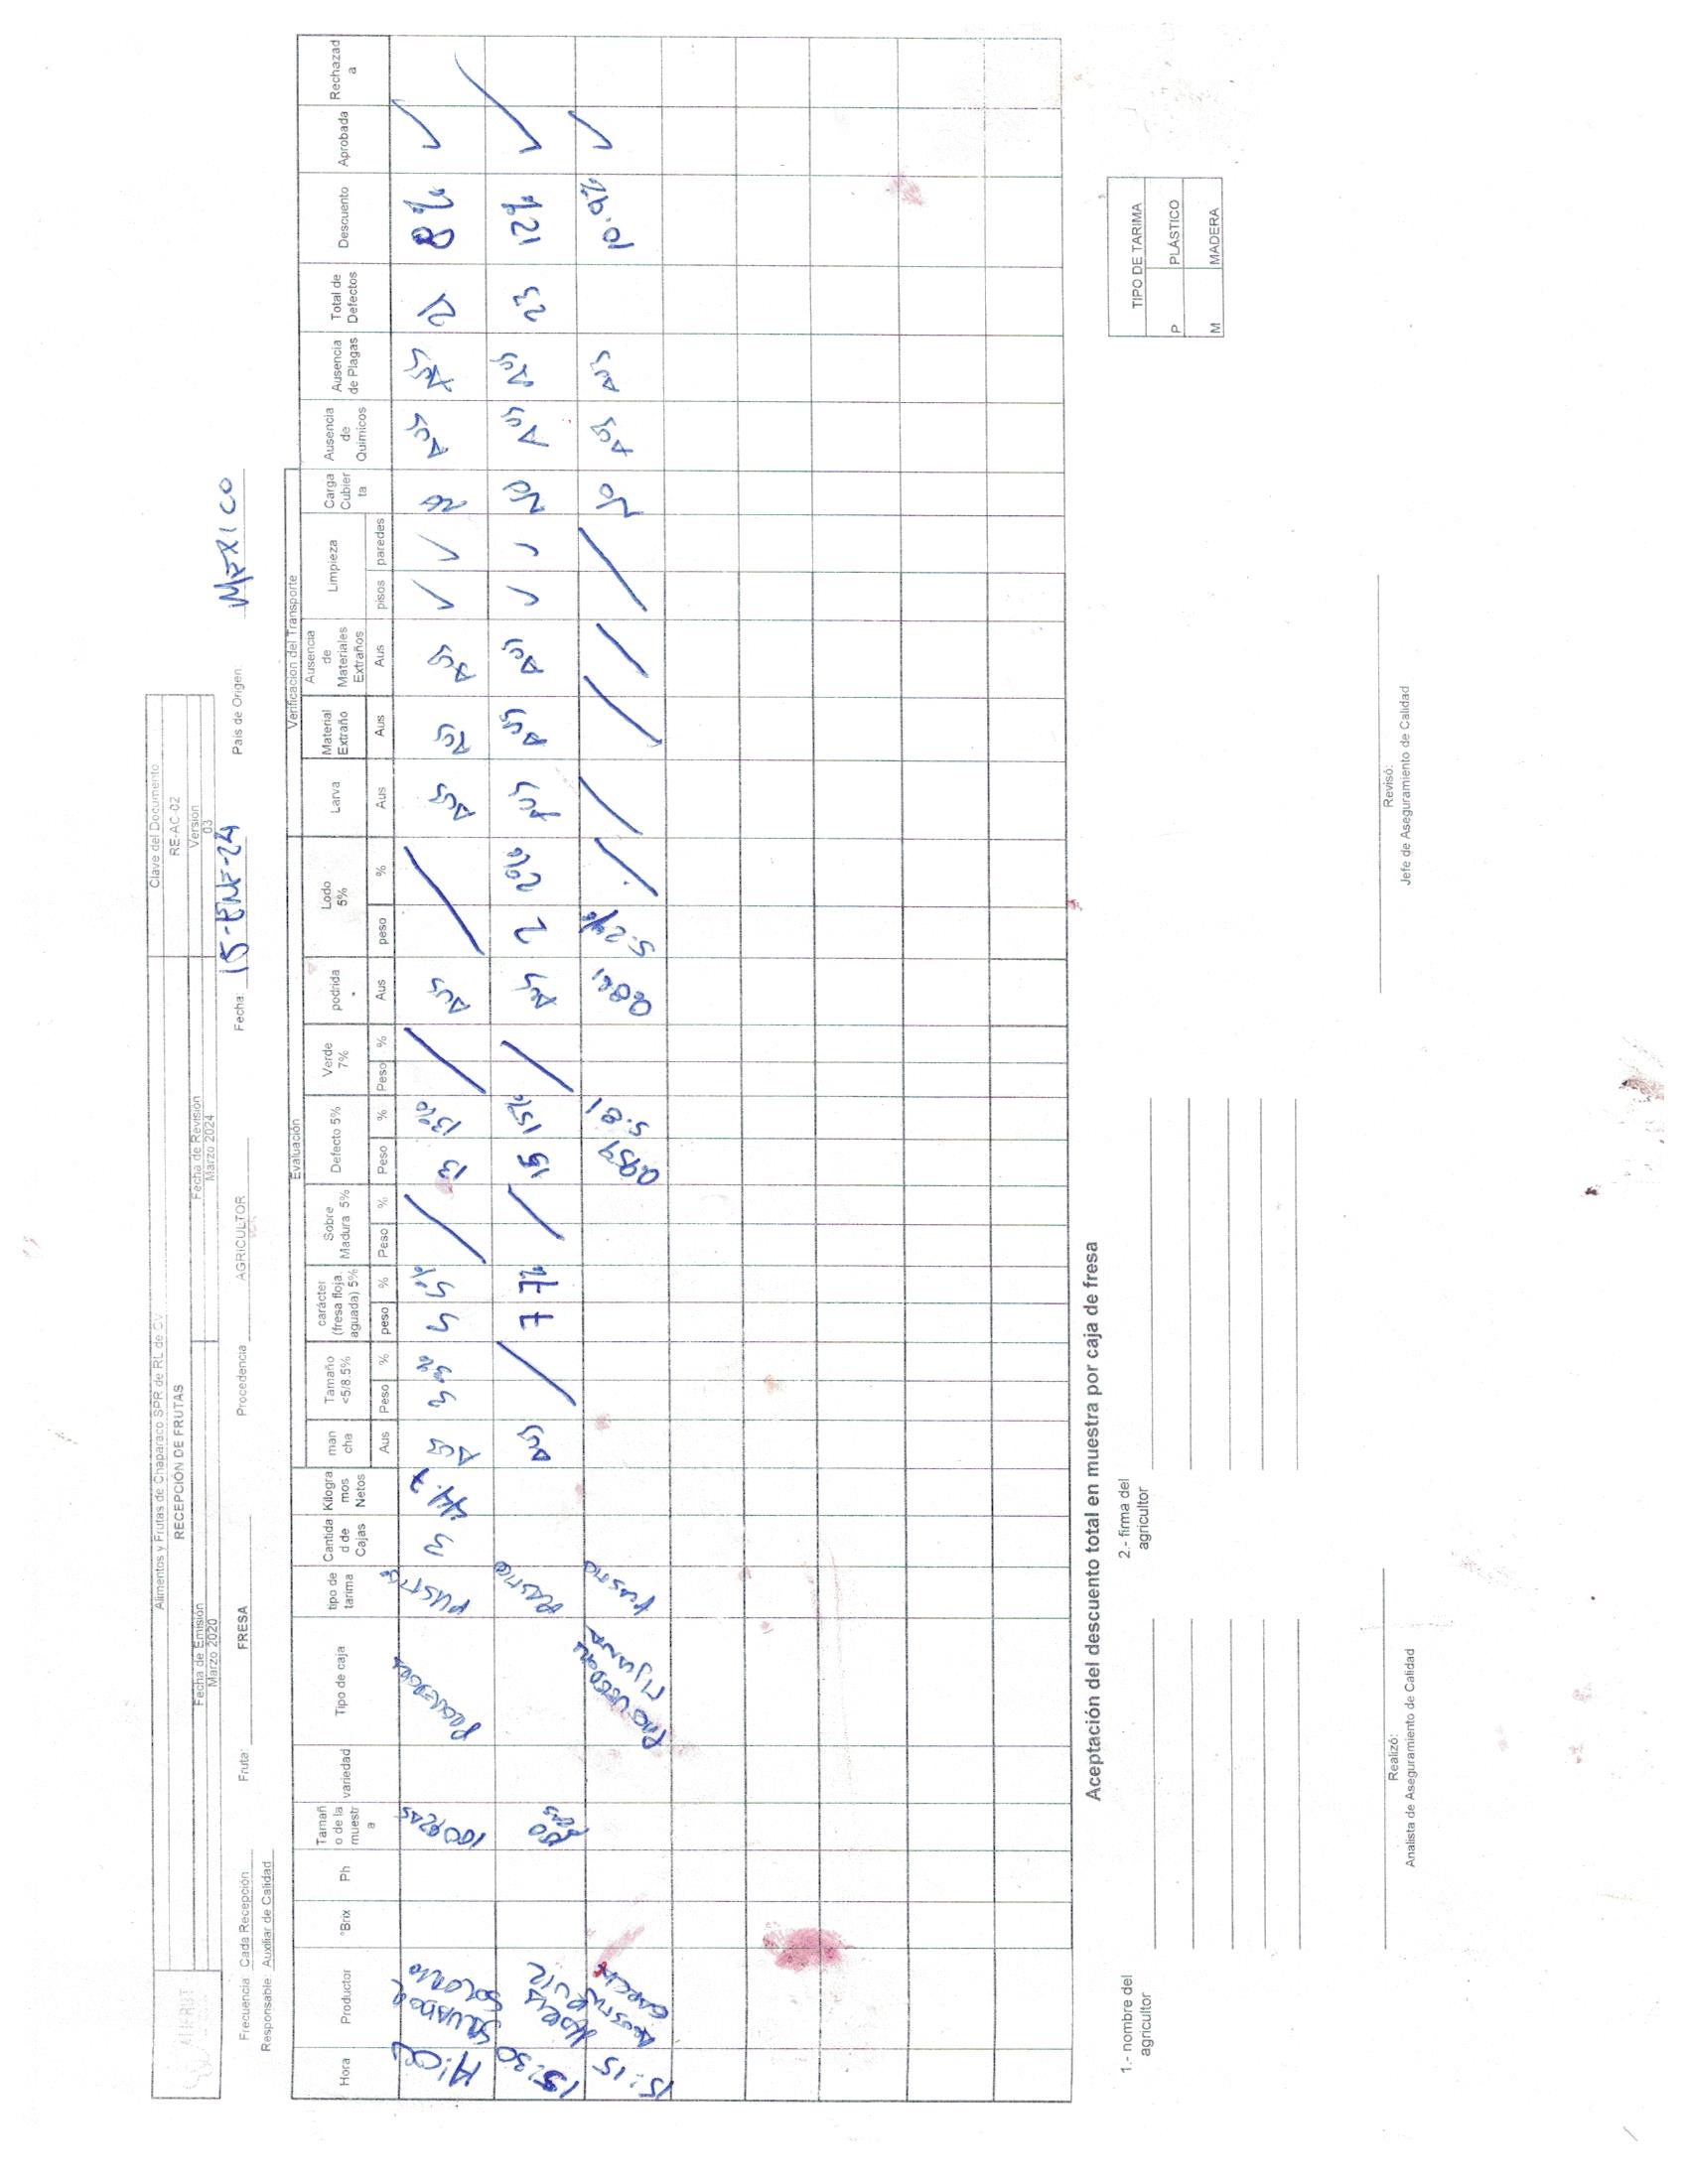 ALIFRUT
Alimentos y Frutas de Chaparaco SPR de RL de CV
RECEPCIÓN DE FRUTAS
Fecha de Emisión
Marzo 2020
Fecha de Revisión
Marzo 2024
Clave del Documento
RE-AC-02
Versión
03
Frecuencia: Cada Recepción Fruta: FRESA Procedencia AGRICULTOR Fecha: 15-ENE-24 País de Origen: MEXICO
Responsable: Auxiliar de Calidad
Evaluación Verificación del Transporte
Hora Productor °Brix Ph Tamaño de la muestra variedad Tipo de caja tipo de tarima Cantidad de Cajas Kilogramos Netos mancha Tamaño <5/8.5% carácter (fresa floja. aguada) 5% Sobre Madura 5% Defecto 5% Verde 7% podrida Lodo 5% Larva Material Extraño Ausencia de Materiales Extraños Limpieza Carga Cubierta Ausencia de Químicos Ausencia de Plagas Total de Defectos Descuento Aprobada Rechazada
Aus Peso % peso % Peso % Peso % Peso % Aus peso % Aus Aus Aus pisos paredes
SALVADOR SOLORIO 100 PZAS PLASTICO 3 44.7 AUS 3 3% 5 5% / 13 13% / AUS / AUS AUS AUS ✓ ✓ NO AUS AUS 21 8% ✓
15:30 RUIZ 100 PZAS PLASTICO AUS / 7 7% / 15 15% / AUS 2 2% AUS AUS AUS ✓ ✓ NO AUS AUS 23 12% ✓
15:15 AGUSTIN GARCIA PLASTICO 0.959 5.81 5.2% / / / / / NO AUS AUS 10.9% ✓
Aceptación del descuento total en muestra por caja de fresa
1.- nombre del agricultor
2.- firma del agricultor
TIPO DE TARIMA
P PLÁSTICO
M MADERA
Realizó:
Analista de Aseguramiento de Calidad
Revisó:
Jefe de Aseguramiento de Calidad